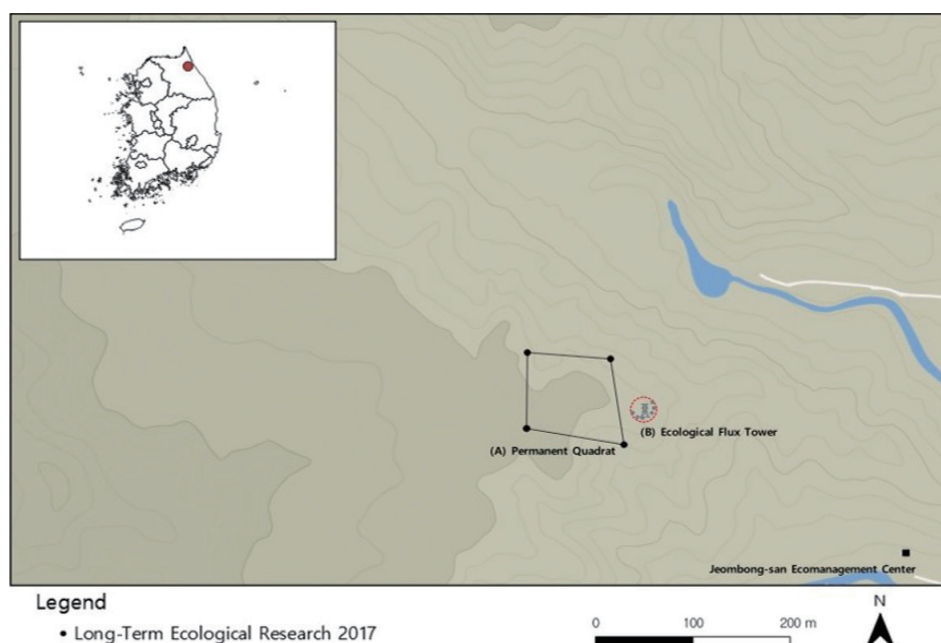 (B) Ecological Flux Tower
(A) Permanent Quadrat
Jeombong-san Ecomanagement Center
Legend
• Long-Term Ecological Research 2017
0 100 200 m
N